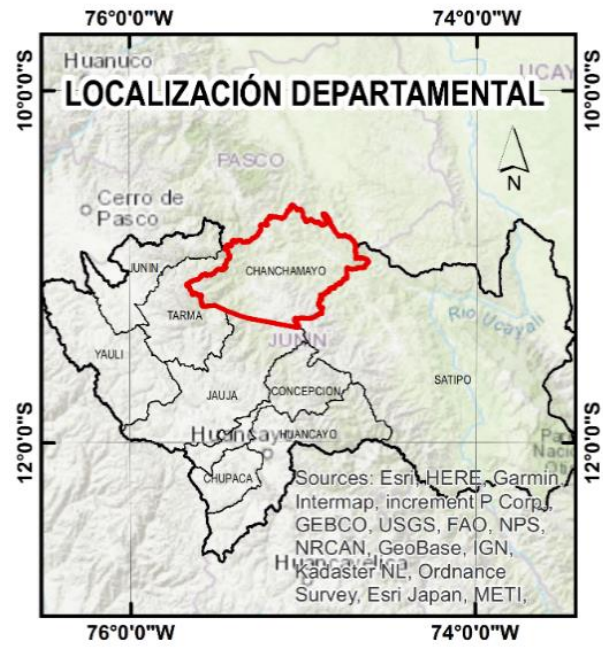 76°0'0"W 74°0'0"W
10°0'0"S 10°0'0"S
Huanuco
UCAY
LOCALIZACIÓN DEPARTAMENTAL
PASCO
N
Cerro de
Pasco
JUNIN
CHANCHAMAYO
TARMA
Rio Ucayali
JUNIN
YAULI
SATIPO
JAUJA
CONCEPCION
Huancayo
HUANCAYO
12°0'0"S 12°0'0"S
CHUPACA
Sources: Esri, HERE, Garmin,
Intermap, increment P Corp.,
GEBCO, USGS, FAO, NPS,
NRCAN, GeoBase, IGN,
Huancavelica
Kadaster NL, Ordnance
Survey, Esri Japan, METI,
76°0'0"W 74°0'0"W